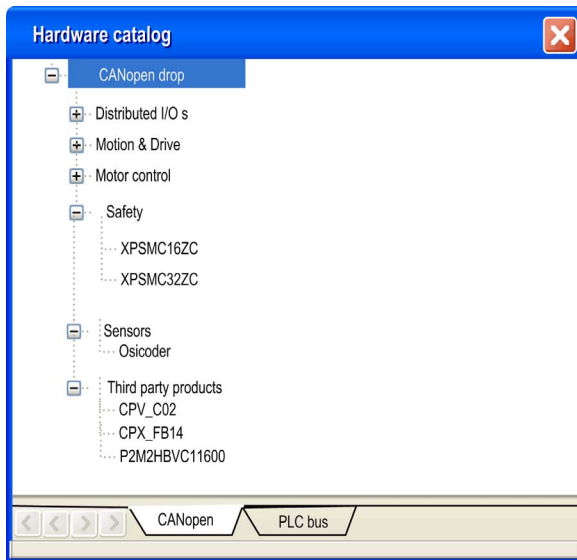 Hardware catalog
CANopen drop
Distributed I/O s
Motion & Drive
Motor control
Safety
XPSMC16ZC
XPSMC32ZC
Sensors
Osicoder
Third party products
CPV_C02
CPX_FB14
P2M2HBVC11600
CANopen PLC bus